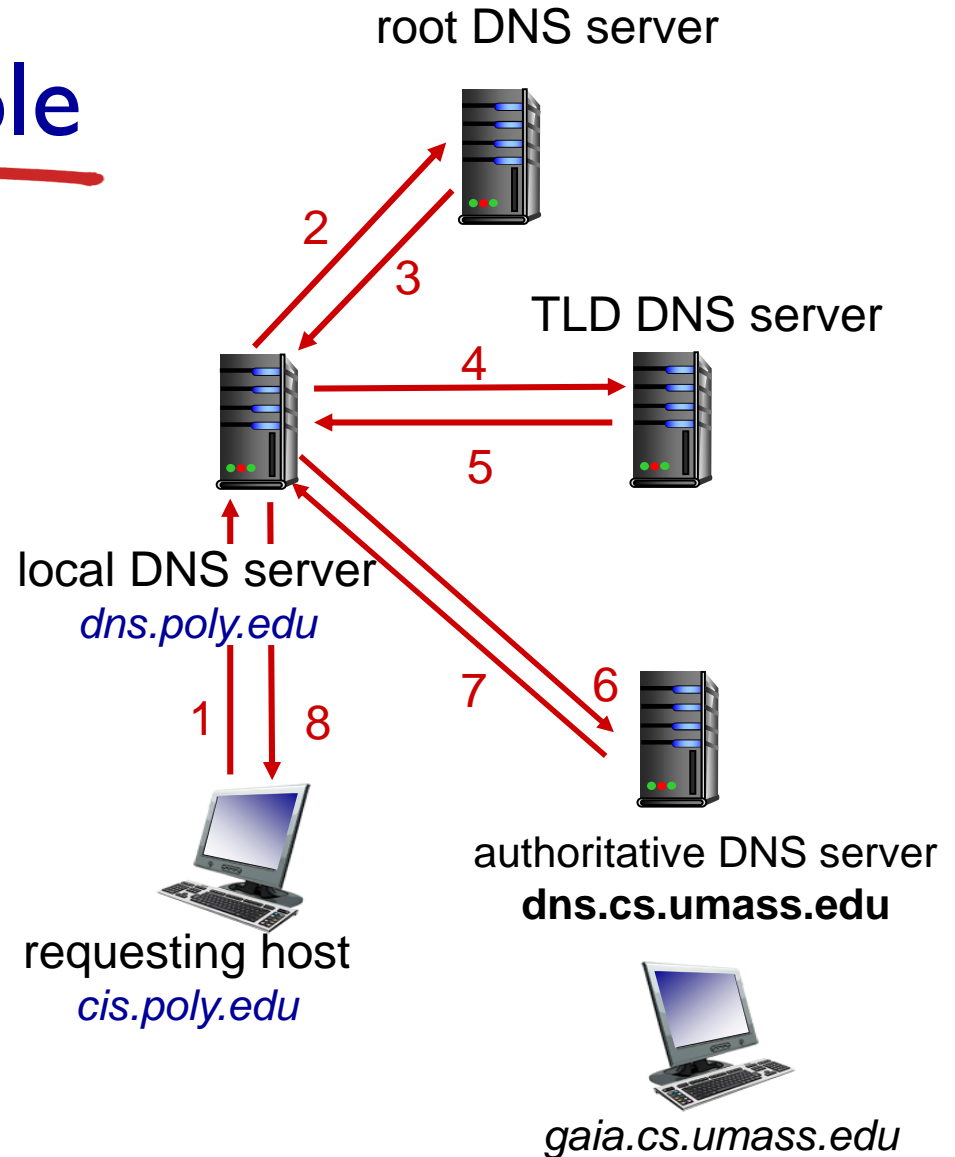 root DNS server
2
3
TLD DNS server
4
5
local DNS server
dns.poly.edu
1
8
7
6
requesting host
cis.poly.edu
authoritative DNS server
dns.cs.umass.edu
gaia.cs.umass.edu